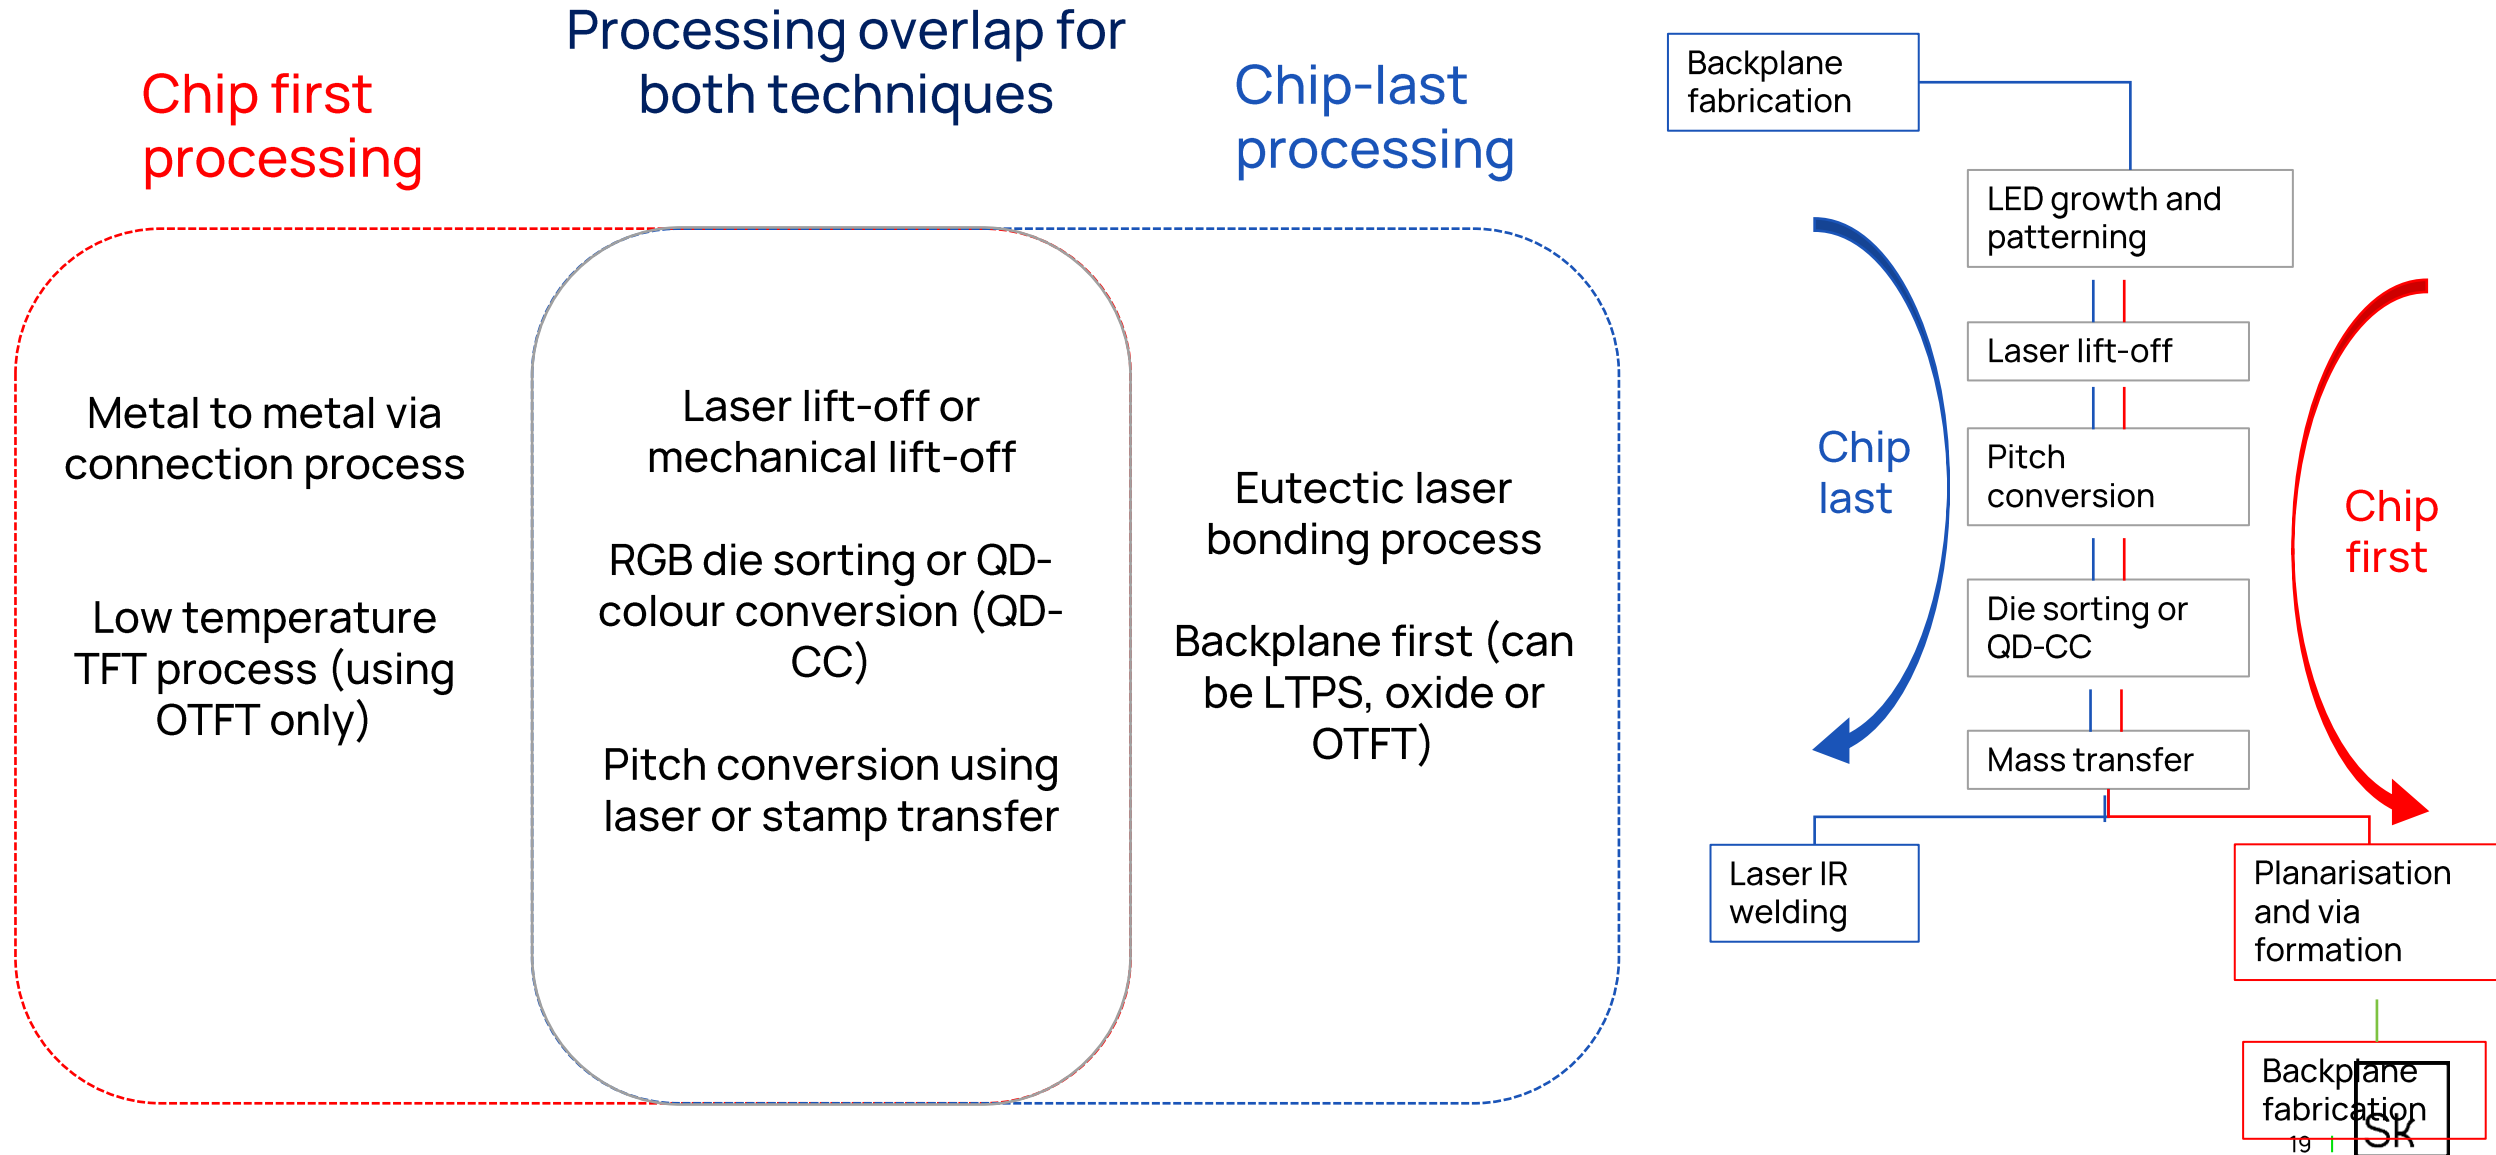 Processing overlap for
both techniques
Chip first
processing
Chip-last
processing
Metal to metal via
connection process
Low temperature
TFT process (using
OTFT only)
Laser lift-off or
mechanical lift-off
RGB die sorting or QD-
colour conversion (QD-
CC)
Pitch conversion using
laser or stamp transfer
Eutectic laser
bonding process
Backplane first (can
be LTPS, oxide or
OTFT)
Backplane
fabrication
LED growth and
patterning
Laser lift-off
Pitch
conversion
Die sorting or
QD-CC
Mass transfer
Chip
last
Chip
first
Laser IR
welding
Planarisation
and via
formation
Backplane
fabrication
19
SK